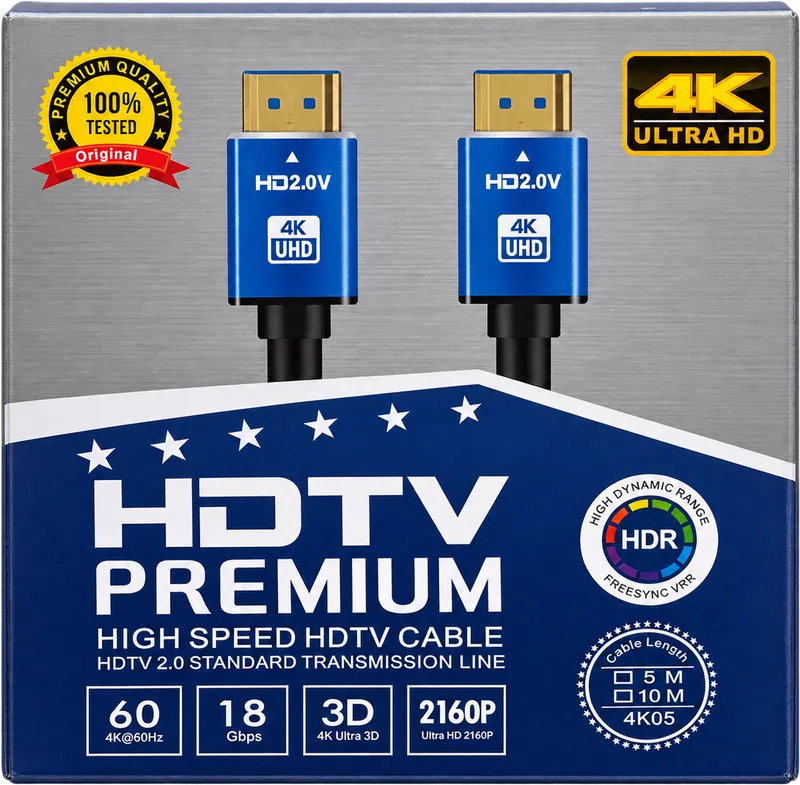 PREMIUM QUALITY
100%
TESTED
Original
4K
ULTRA HD
HD2.0V
4K
UHD
HD2.0V
4K
UHD
HDTV
PREMIUM
HIGH SPEED HDTV CABLE
HDTV 2.0 STANDARD TRANSMISSION LINE
60
4K@60Hz
18
Gbps
3D
4K Ultra 3D
2160P
Ultra HD 2160P
HIGH DYNAMIC RANGE
HDR
FREESYNC VRR
Cable Length
5 M
10 M
4K05